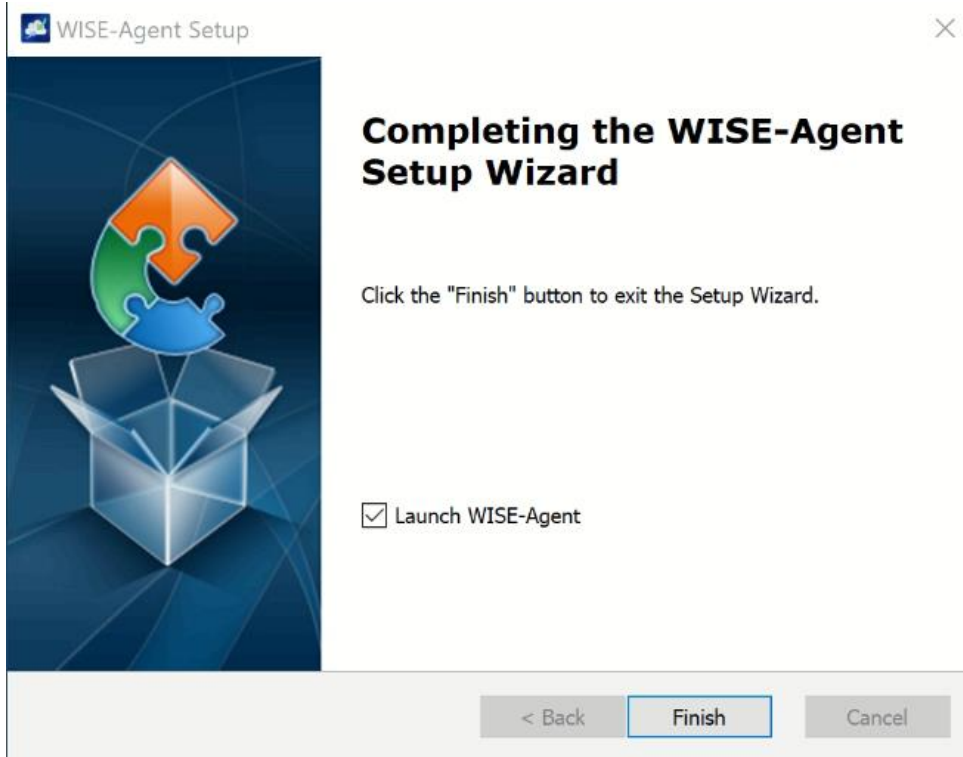 WISE-Agent Setup
Completing the WISE-Agent
Setup Wizard
Click the "Finish" button to exit the Setup Wizard.
Launch WISE-Agent
< Back Finish Cancel